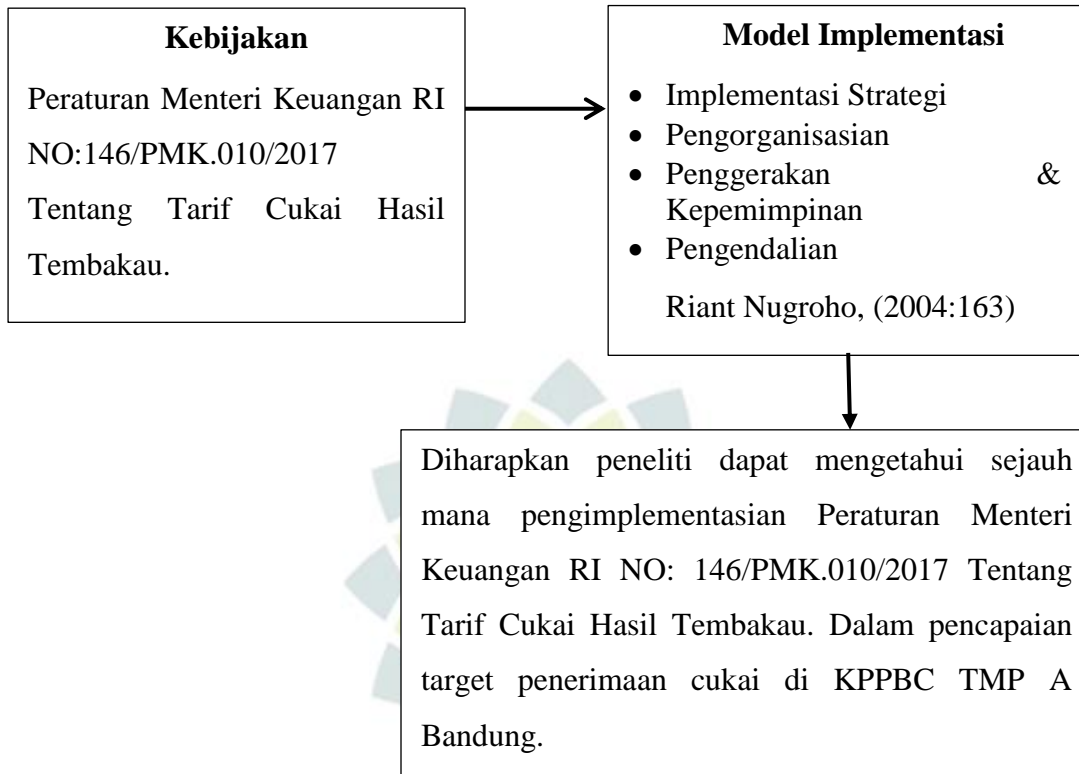 Kebijakan
Peraturan Menteri Keuangan RI
NO:146/PMK.010/2017
Tentang Tarif Cukai Hasil
Tembakau.
Model Implementasi
• Implementasi Strategi
• Pengorganisasian
• Penggerakan &
Kepemimpinan
• Pengendalian
Riant Nugroho, (2004:163)
Diharapkan peneliti dapat mengetahui sejauh
mana pengimplementasian Peraturan Menteri
Keuangan RI NO: 146/PMK.010/2017 Tentang
Tarif Cukai Hasil Tembakau. Dalam pencapaian
target penerimaan cukai di KPPBC TMP A
Bandung.